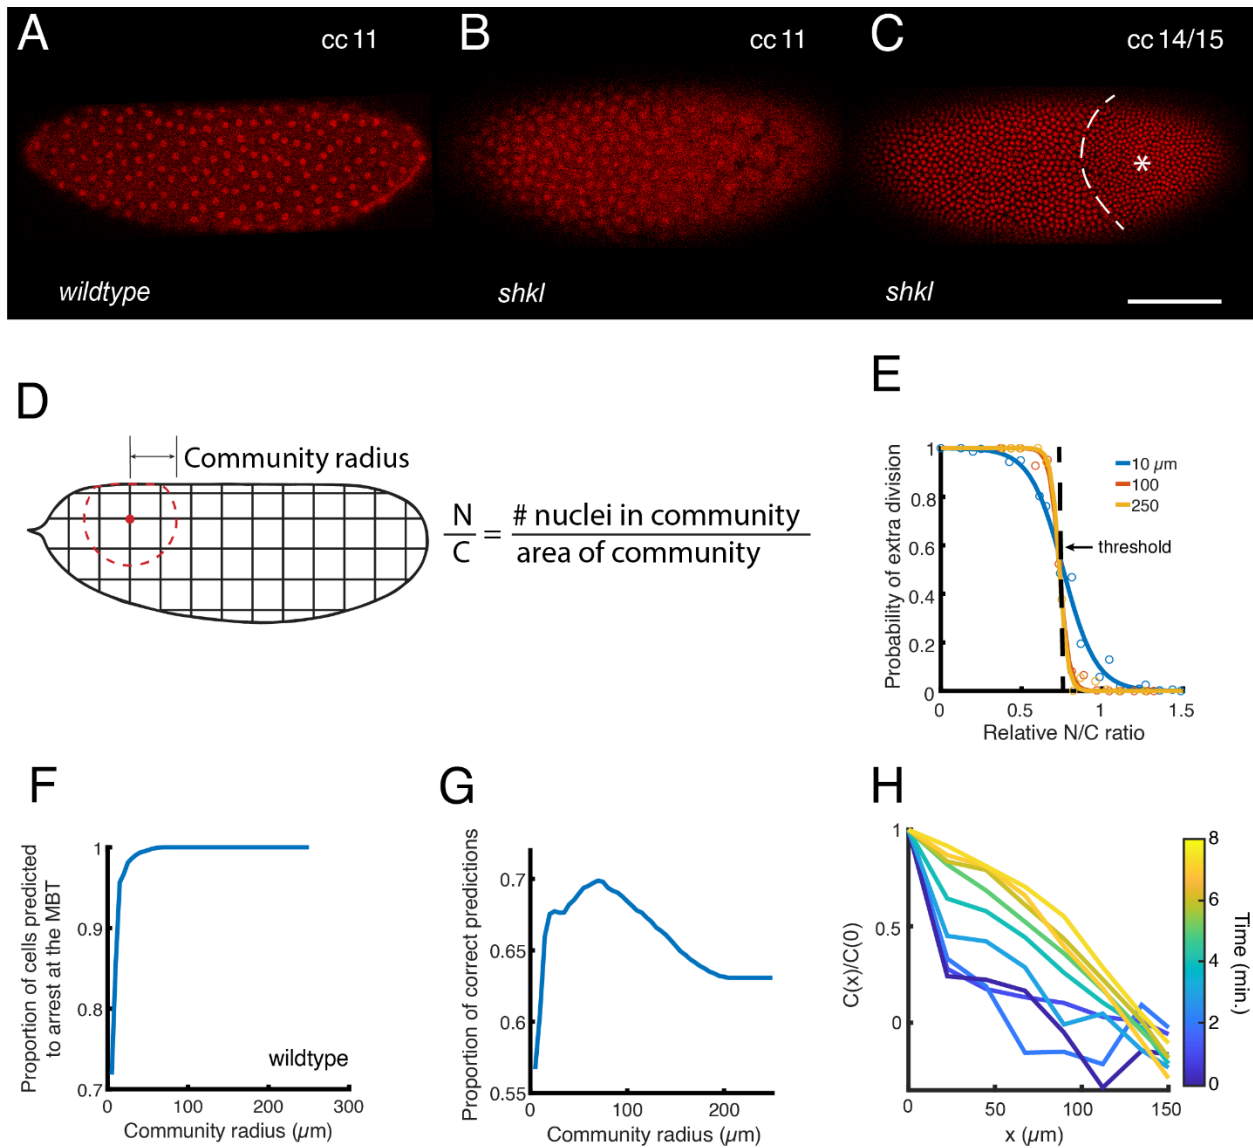 A
cc 11
wildtype
B
cc 11
shkl
C
cc 14/15
*
shkl
D
Community radius
N
C
=
# nuclei in community
area of community
E
Probability of extra division
1
0.8
0.6
0.4
0.2
0
0
0.5
1
1.5
Relative N/C ratio
10 µm
100
250
threshold
F
Proportion of cells predicted
to arrest at the MBT
1
0.9
0.8
0.7
0
100
200
300
Community radius (µm)
wildtype
G
Proportion of correct predictions
0.7
0.65
0.6
0.55
0
100
200
Community radius (µm)
H
C(x)/C(0)
1
0.5
0
0
50
100
150
x (µm)
8
6
4
2
0
Time (min.)